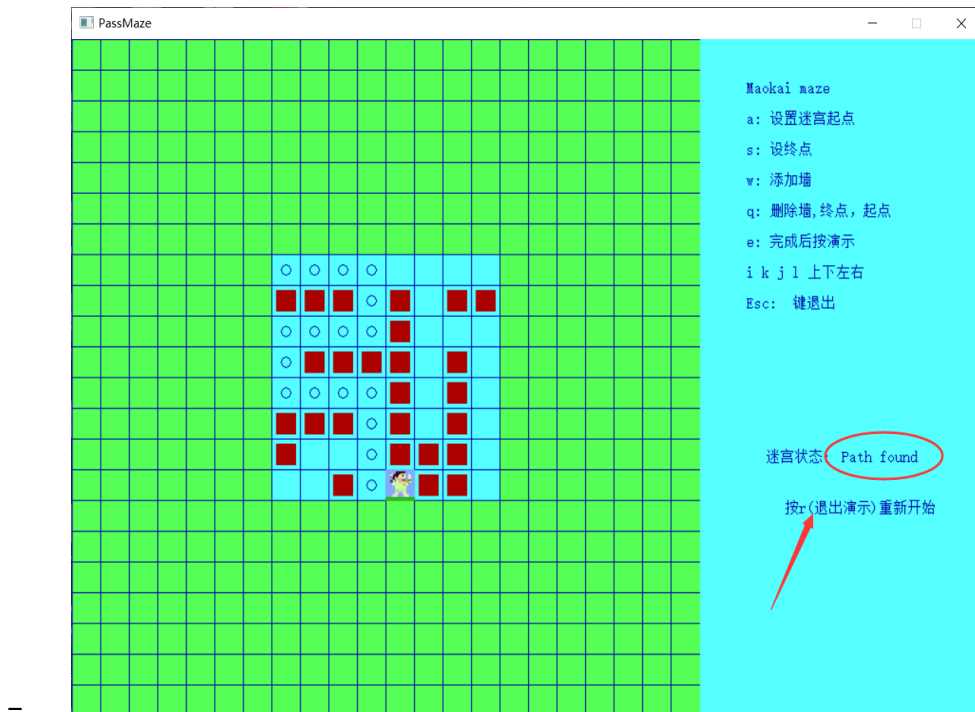 PassMaze
Maokai maze
a: 设置迷宫起点
s: 设终点
w: 添加墙
q: 删除墙,终点, 起点
e: 完成后按演示
i k j l 上下左右
Esc: 键退出
迷宫状态: Path found
按r(退出演示)重新开始